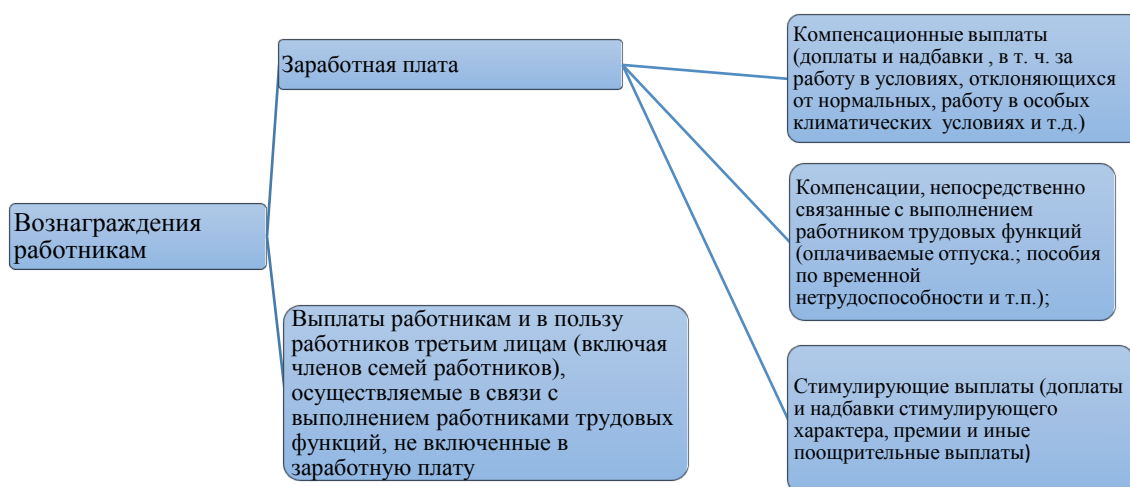 Вознаграждения
работникам
Заработная плата
Выплаты работникам и в пользу
работников третьим лицам (включая
членов семей работников),
осуществляемые в связи с
выполнением работниками трудовых
функций, не включенные в
заработную плату
Компенсационные выплаты
(доплаты и надбавки , в т. ч. за
работу в условиях, отклоняющихся
от нормальных, работу в особых
климатических условиях и т.д.)
Компенсации, непосредственно
связанные с выполнением
работником трудовых функций
(оплачиваемые отпуска.; пособия
по временной
нетрудоспособности и т.п.);
Стимулирующие выплаты (доплаты
и надбавки стимулирующего
характера, премии и иные
поощрительные выплаты)